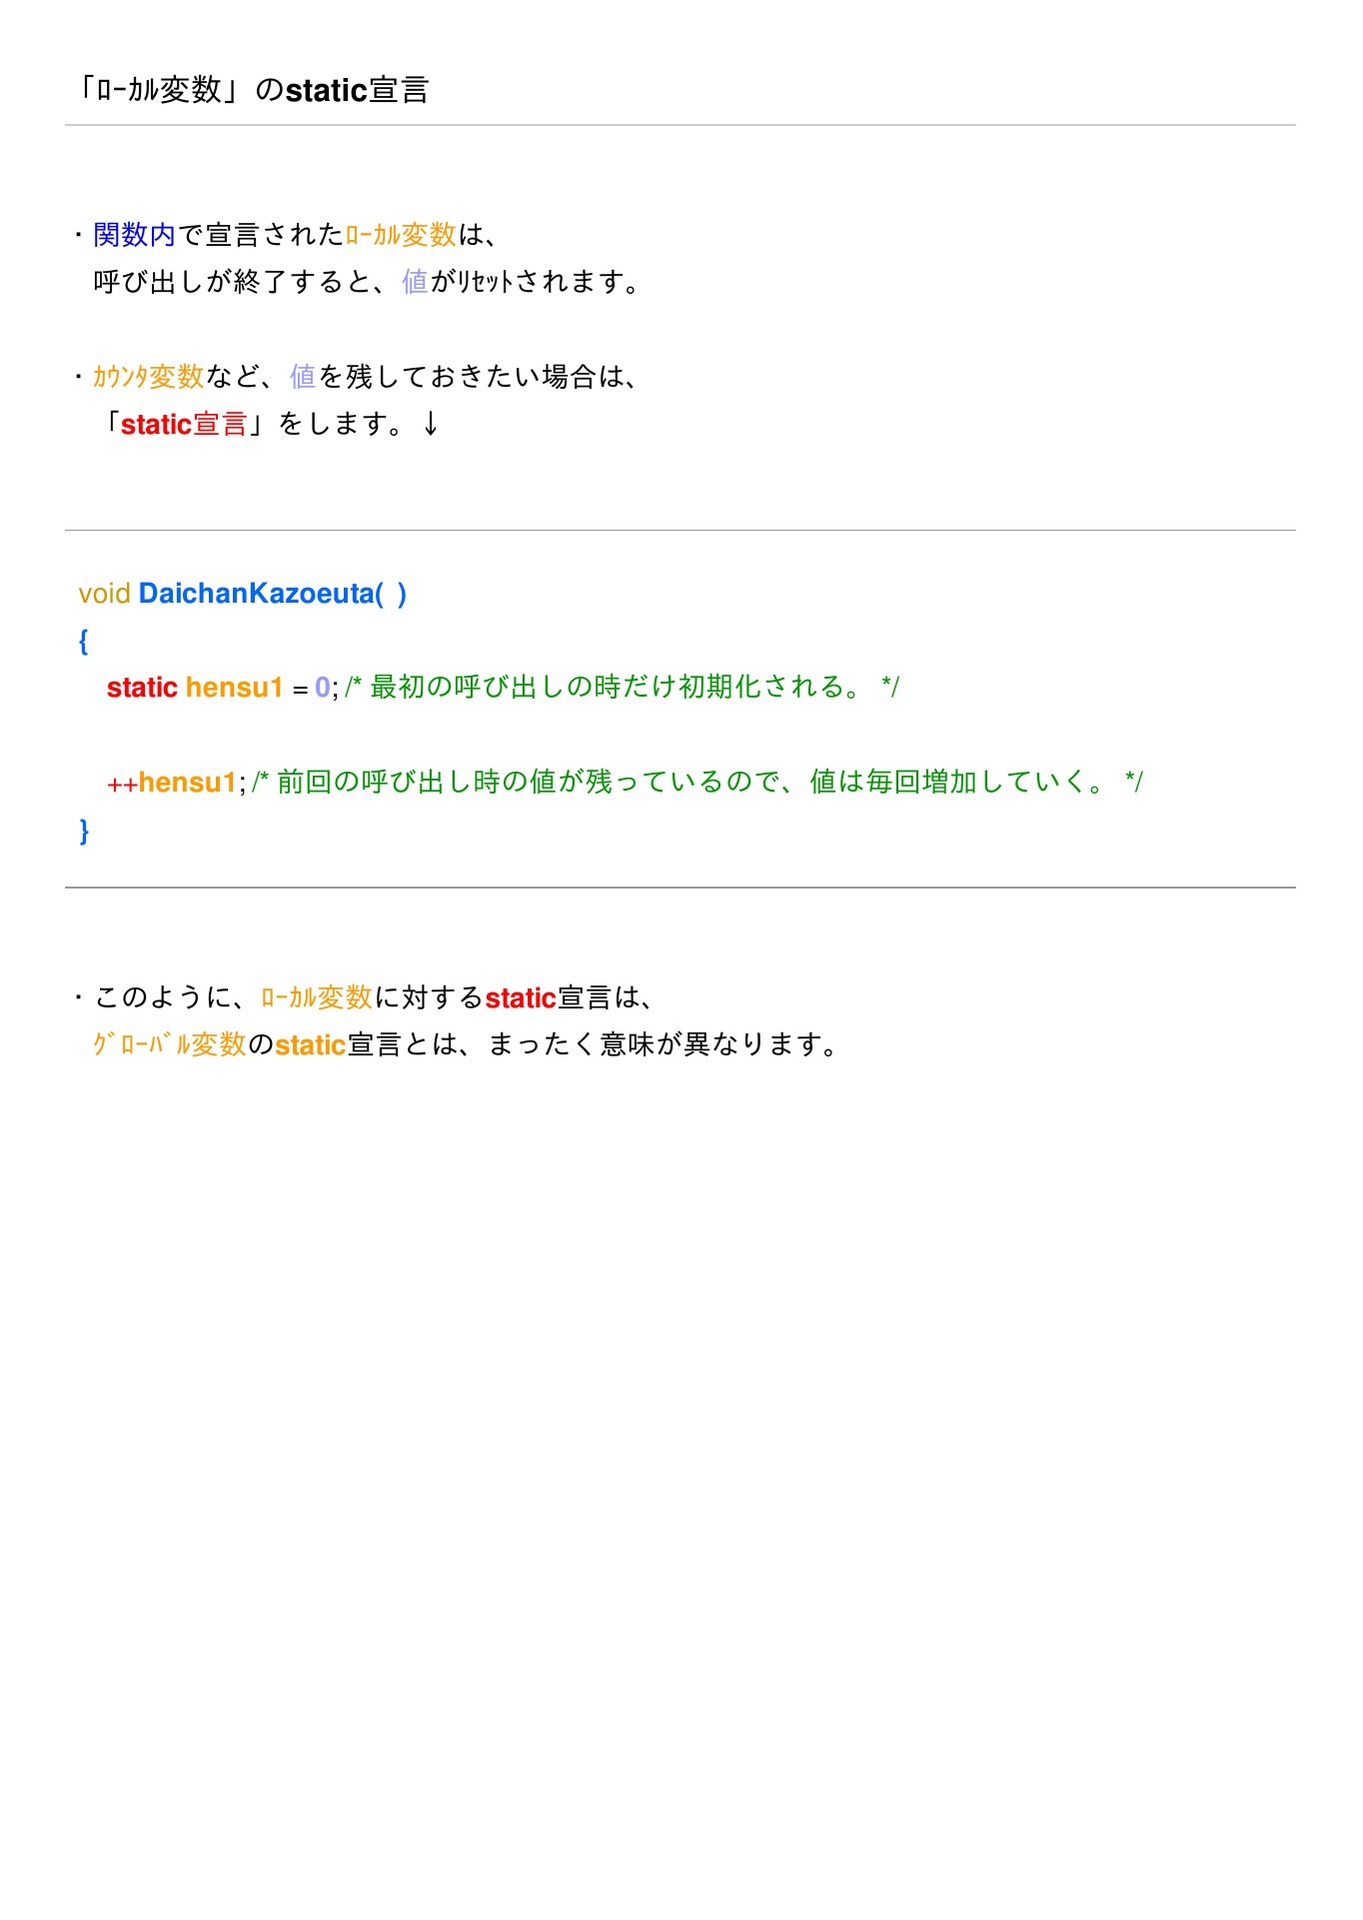 「ﾛｰｶﾙ変数」のstatic宣言
・関数内で宣言されたﾛｰｶﾙ変数は、
呼び出しが終了すると、値がﾘｾｯﾄされます。
・ｶｳﾝﾀ変数など、値を残しておきたい場合は、
「static宣言」をします。↓
void DaichanKazoeuta( )
{
static hensu1 = 0; /* 最初の呼び出しの時だけ初期化される。 */
++hensu1; /* 前回の呼び出し時の値が残っているので、値は毎回増加していく。 */
}
・このように、ﾛｰｶﾙ変数に対するstatic宣言は、
ｸﾞﾛｰﾊﾞﾙ変数のstatic宣言とは、まったく意味が異なります。